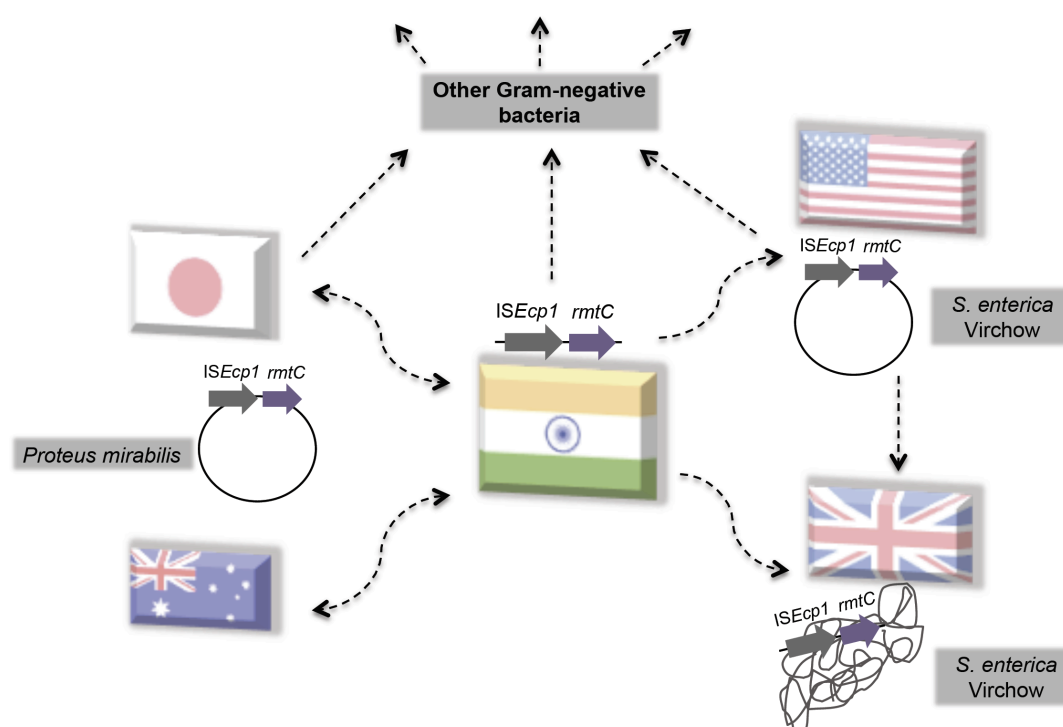 Other Gram-negative
bacteria
ISEcp1 rmtC
S. enterica
Virchow
ISEcp1 rmtC
ISEcp1 rmtC
Proteus mirabilis
ISEcp1 rmtC
S. enterica
Virchow